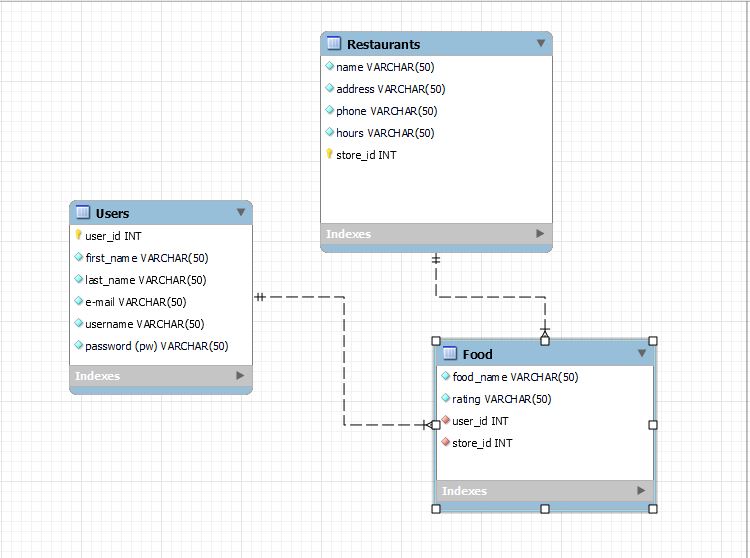 Restaurants
name VARCHAR(50)
address VARCHAR(50)
phone VARCHAR(50)
hours VARCHAR(50)
store_id INT
Indexes
Users
user_id INT
first_name VARCHAR(50)
last_name VARCHAR(50)
e-mail VARCHAR(50)
username VARCHAR(50)
password (pw) VARCHAR(50)
Indexes
Food
food_name VARCHAR(50)
rating VARCHAR(50)
user_id INT
store_id INT
Indexes